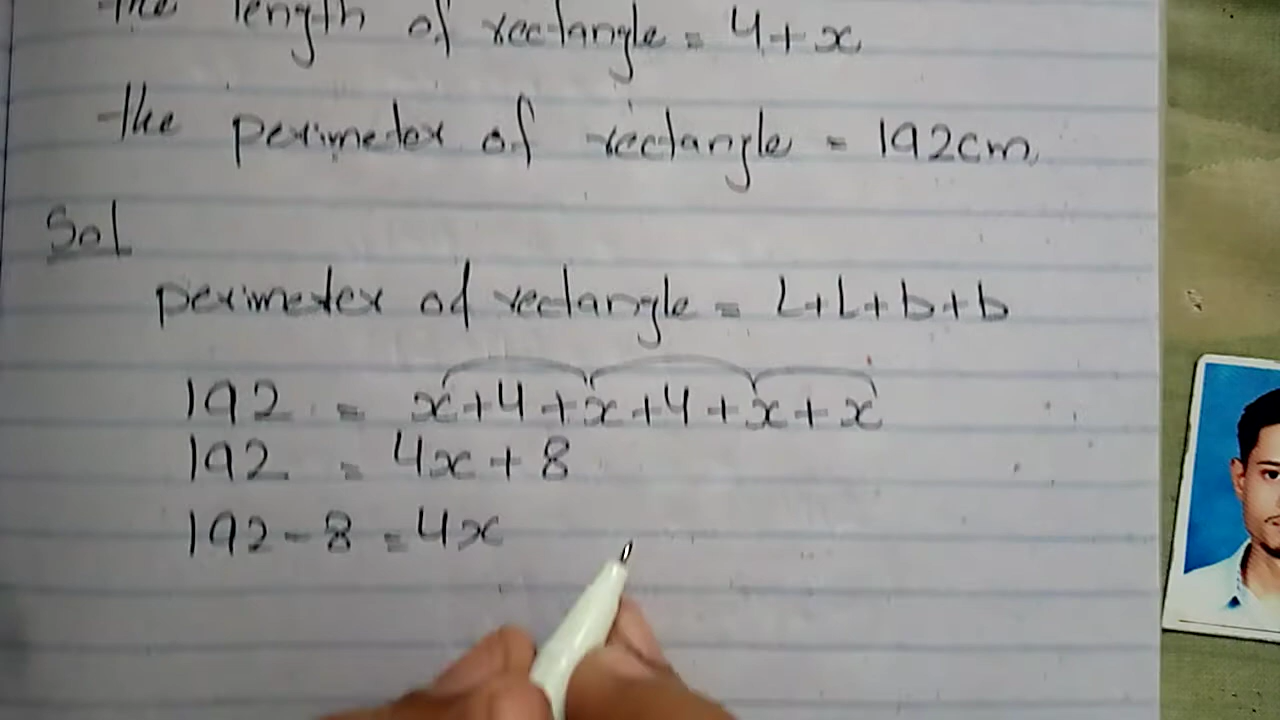 the length of rectangle = 4+x
the perimeter of rectangle = 192cm
Sol
perimeter of rectangle = L+L+b+b
192 = x+4+x+4+x+x
192 = 4x+8
192-8=4x